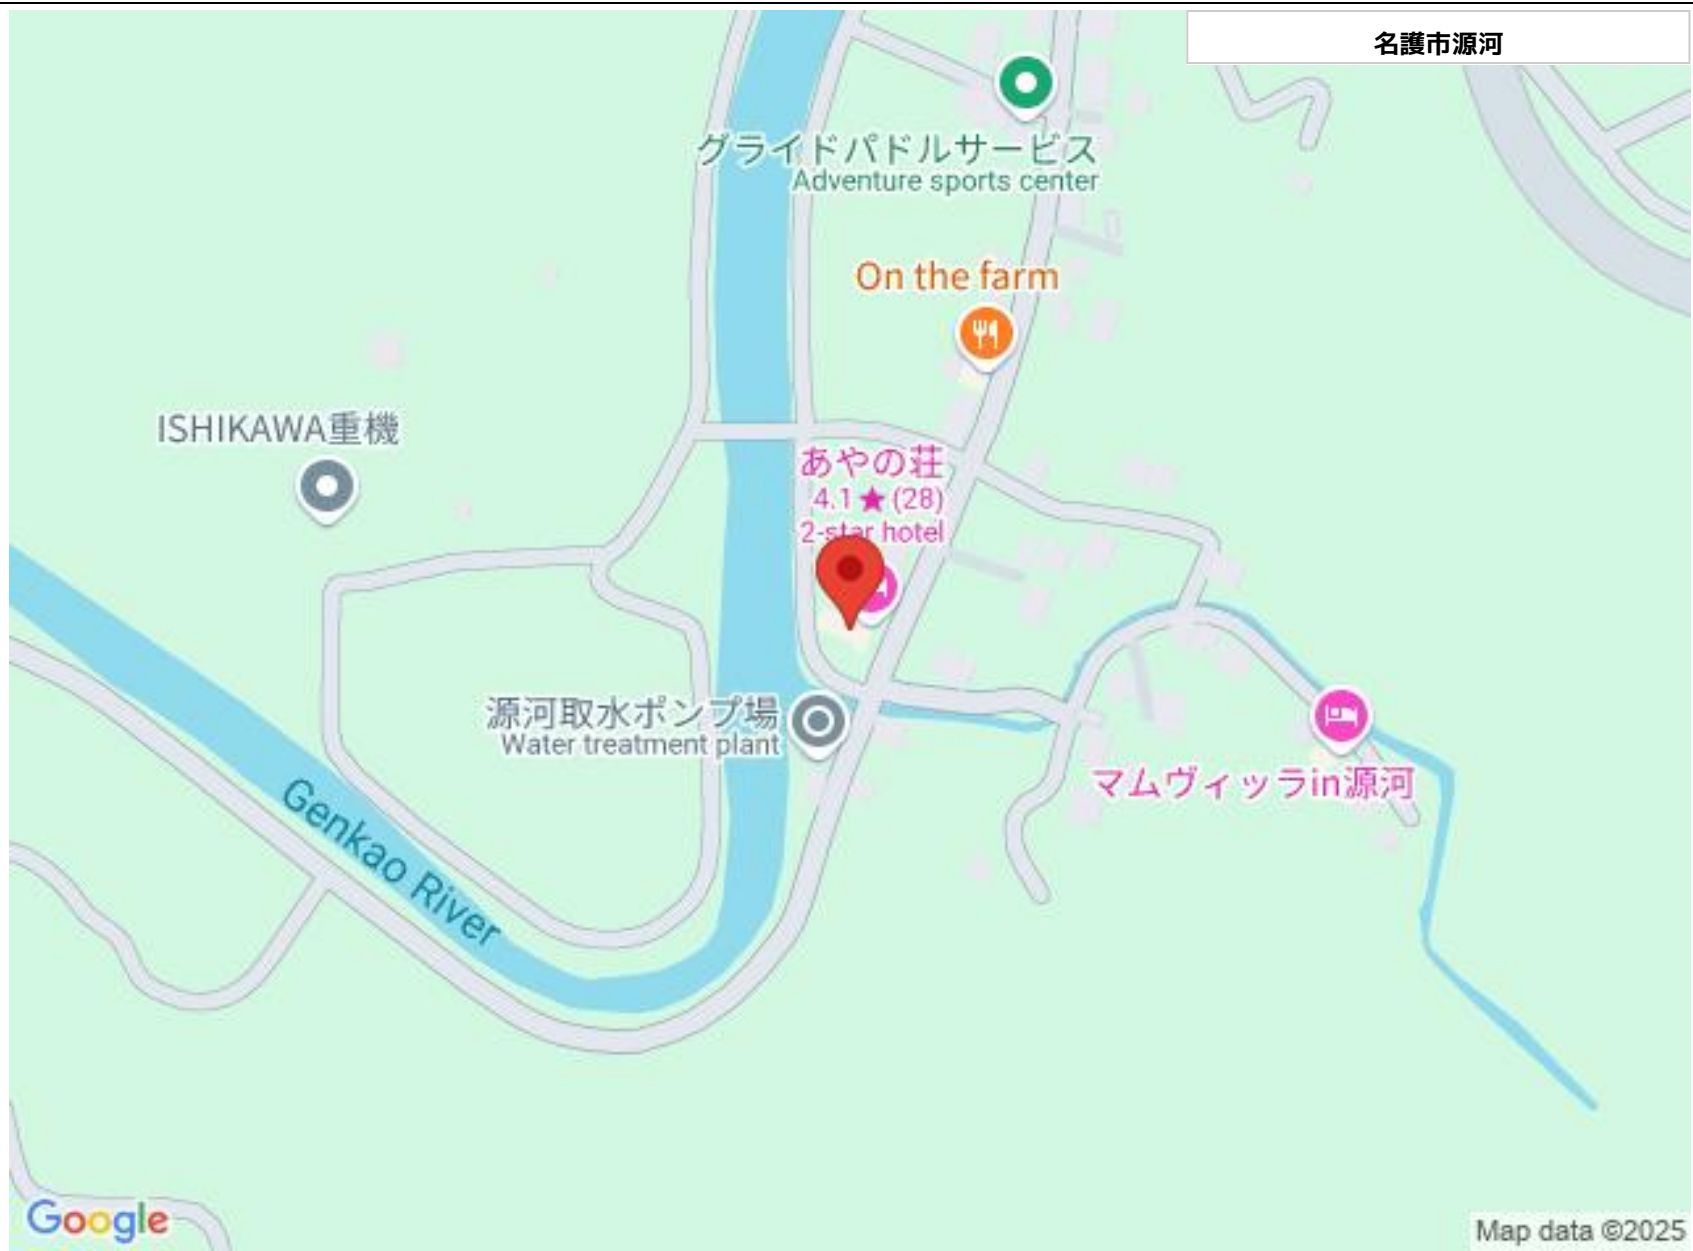 名護市源河
グライドパドルサービス
Adventure sports center
On the farm
ISHIKAWA重機
あやの荘
4.1★(28)
2-star hotel
源河取水ポンプ場
Water treatment plant
マムヴィッラin源河
Genkao River
Google
Map data ©2025